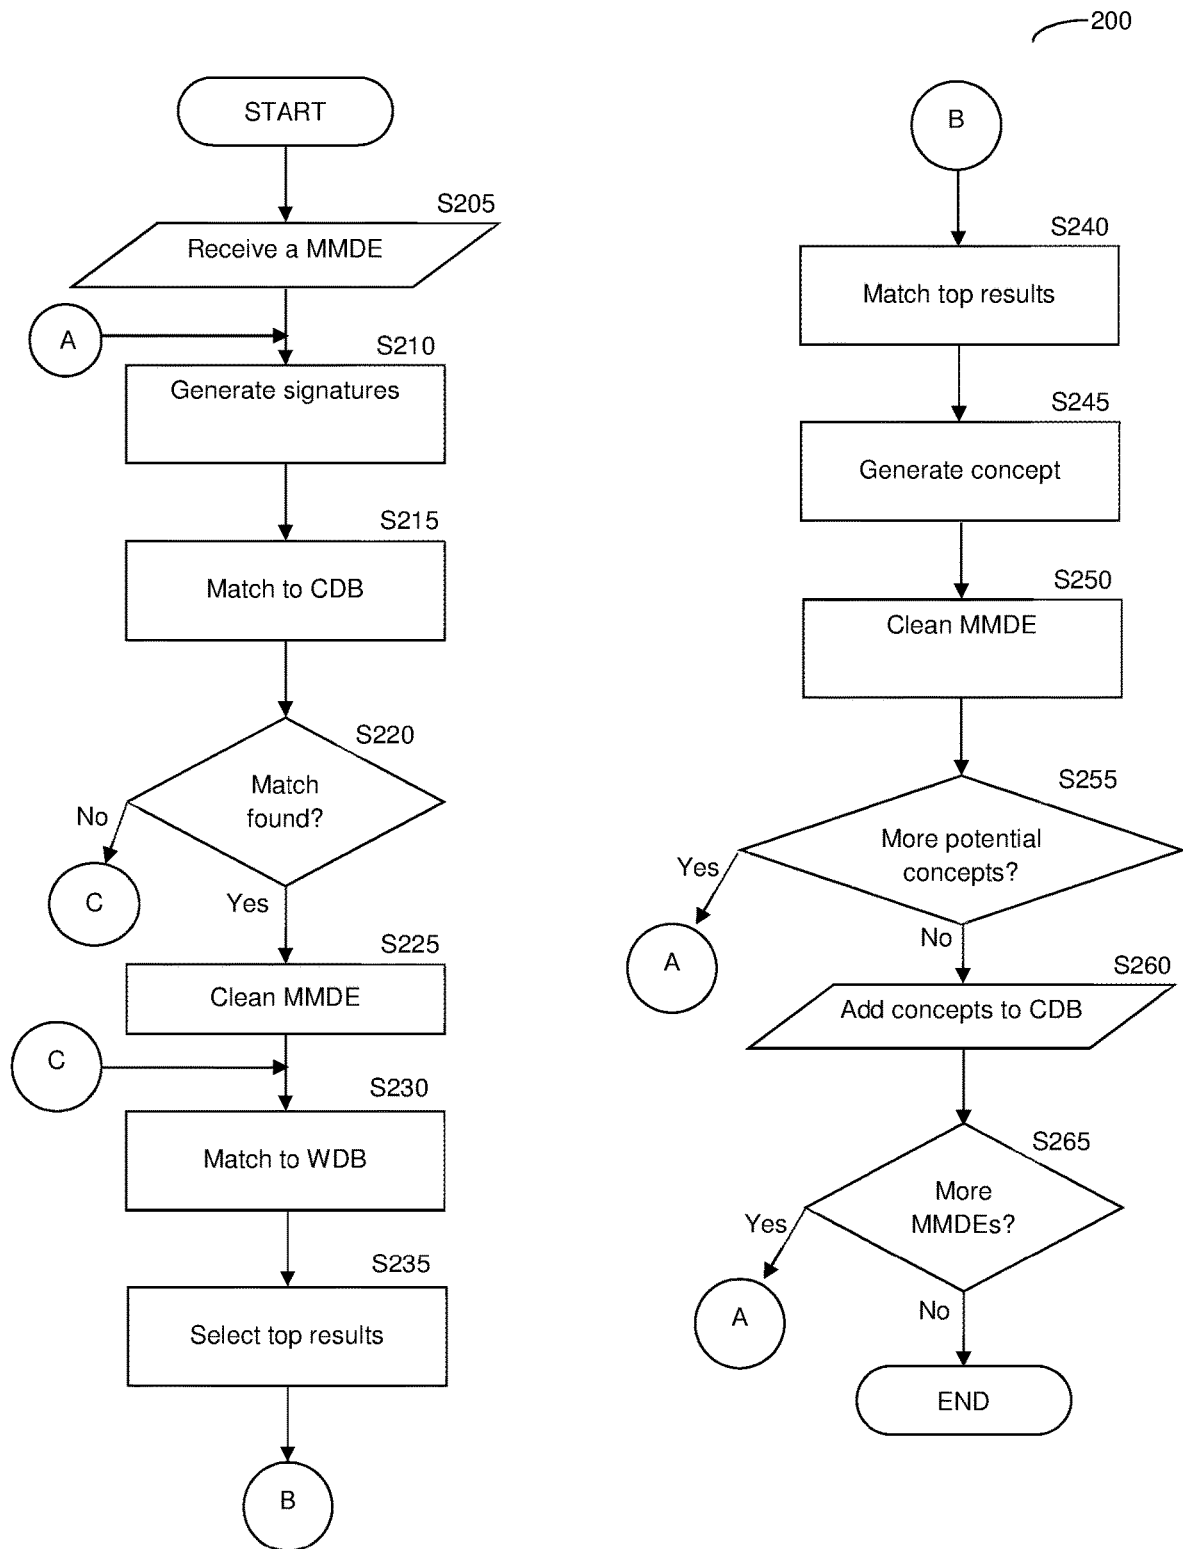 200
START
S205
Receive a MMDE
A
S210
Generate signatures
S215
Match to CDB
S220
Match
found?
No
C
Yes
S225
Clean MMDE
C
S230
Match to WDB
S235
Select top results
B
B
S240
Match top results
S245
Generate concept
S250
Clean MMDE
S255
More potential
concepts?
Yes
A
No
S260
Add concepts to CDB
S265
More
MMDEs?
Yes
A
No
END